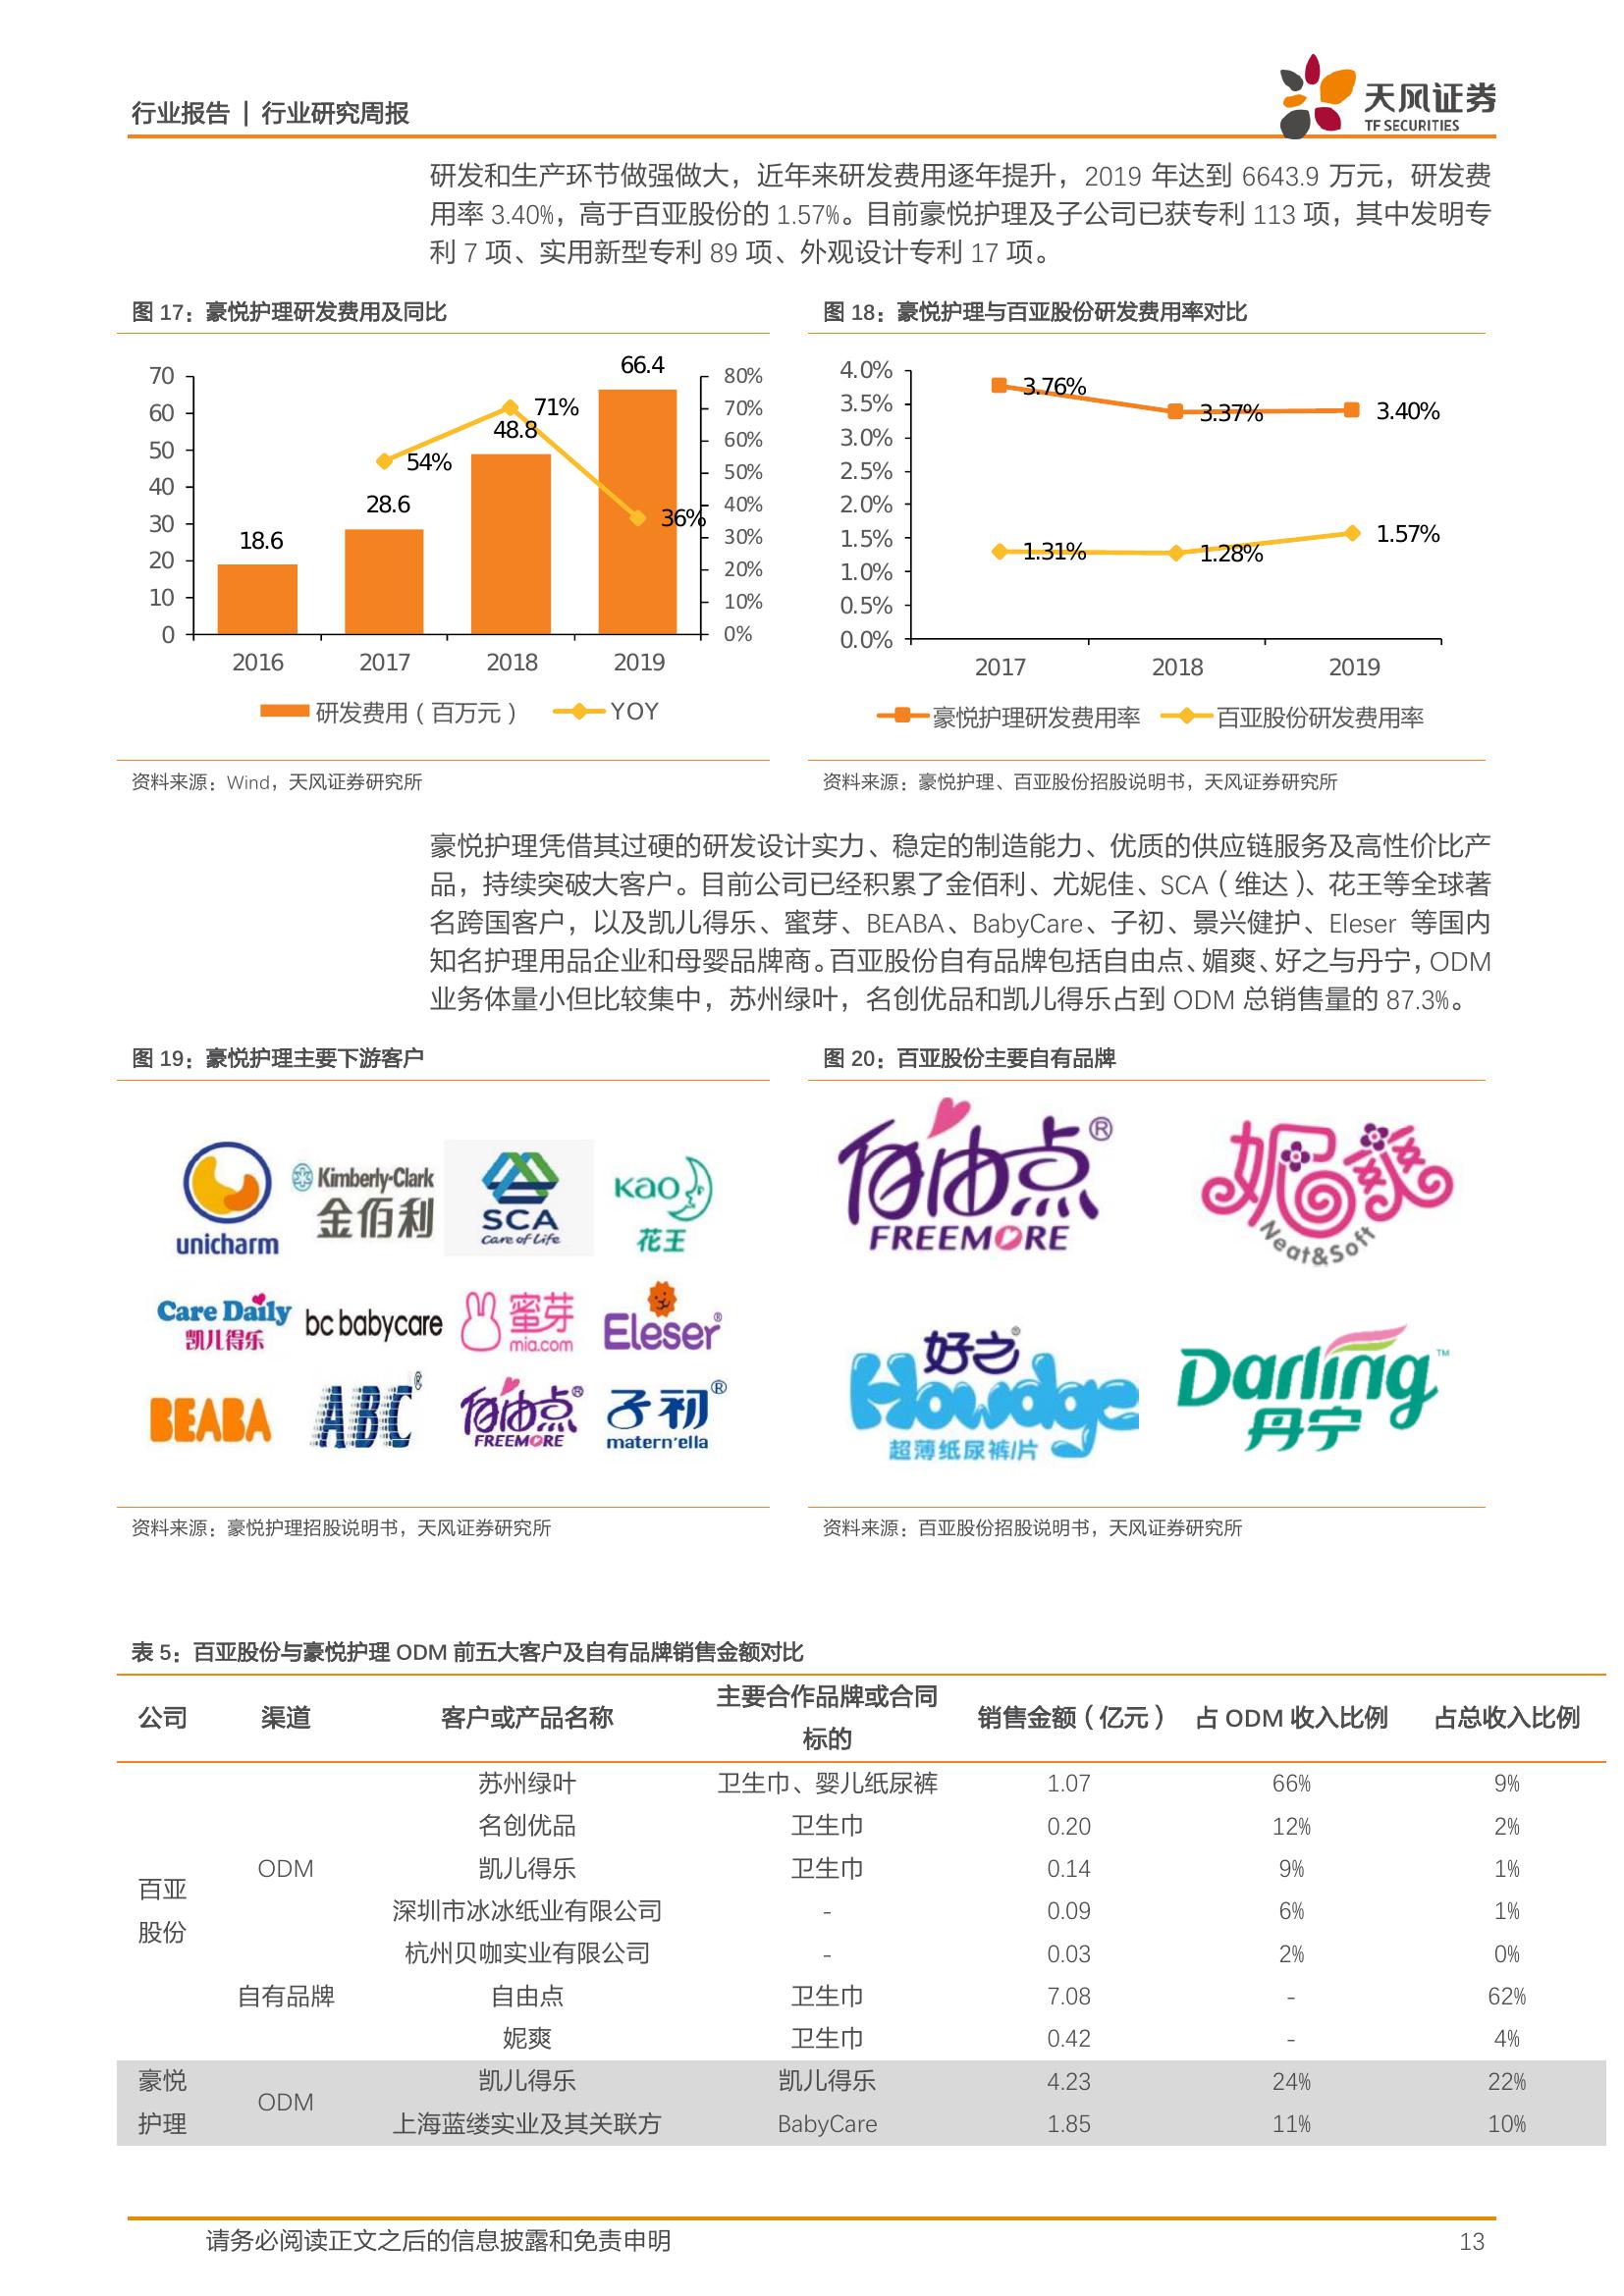 行业报告 | 行业研究周报
天风证券
TF SECURITIES
研发和生产环节做强做大，近年来研发费用逐年提升，2019 年达到 6643.9 万元，研发费
用率 3.40%，高于百亚股份的 1.57%。目前豪悦护理及子公司已获专利 113 项，其中发明专
利 7 项、实用新型专利 89 项、外观设计专利 17 项。
图 17：豪悦护理研发费用及同比
70
60
50
40
30
20
10
0
80%
70%
60%
50%
40%
30%
20%
10%
0%
18.6
28.6
48.8
66.4
54%
71%
36%
2016 2017 2018 2019
研发费用（百万元） YOY
资料来源：Wind，天风证券研究所
图 18：豪悦护理与百亚股份研发费用率对比
4.0%
3.5%
3.0%
2.5%
2.0%
1.5%
1.0%
0.5%
0.0%
3.76% 3.37% 3.40%
1.31% 1.28% 1.57%
2017 2018 2019
豪悦护理研发费用率 百亚股份研发费用率
资料来源：豪悦护理、百亚股份招股说明书，天风证券研究所
豪悦护理凭借其过硬的研发设计实力、稳定的制造能力、优质的供应链服务及高性价比产
品，持续突破大客户。目前公司已经积累了金佰利、尤妮佳、SCA（维达）、花王等全球著
名跨国客户，以及凯儿得乐、蜜芽、BEABA、BabyCare、子初、景兴健护、Eleser 等国内
知名护理用品企业和母婴品牌商。百亚股份自有品牌包括自由点、媚爽、好之与丹宁，ODM
业务体量小但比较集中，苏州绿叶，名创优品和凯儿得乐占到 ODM 总销售量的 87.3%。
图 19：豪悦护理主要下游客户
unicharm
Kimberly-Clark
金佰利
SCA
Care of Life
Kao
花王
Care Daily
凯儿得乐
bc babycare
蜜芽
mia.com
Eleser®
BEABA
ABC®
自由点®
FREEMORE
子初®
matern'ella
资料来源：豪悦护理招股说明书，天风证券研究所
图 20：百亚股份主要自有品牌
自由点®
FREEMORE
妮爽
Neat&Soft
好之®
Howdge
超薄纸尿裤/片
Darling™
丹宁
资料来源：百亚股份招股说明书，天风证券研究所
表 5：百亚股份与豪悦护理 ODM 前五大客户及自有品牌销售金额对比
公司 渠道 客户或产品名称 主要合作品牌或合同标的 销售金额（亿元） 占 ODM 收入比例 占总收入比例
百亚股份 ODM 苏州绿叶 卫生巾、婴儿纸尿裤 1.07 66% 9%
名创优品 卫生巾 0.20 12% 2%
凯儿得乐 卫生巾 0.14 9% 1%
深圳市冰冰纸业有限公司 - 0.09 6% 1%
杭州贝咖实业有限公司 - 0.03 2% 0%
自有品牌 自由点 卫生巾 7.08 - 62%
妮爽 卫生巾 0.42 - 4%
豪悦护理 ODM 凯儿得乐 凯儿得乐 4.23 24% 22%
上海蓝缕实业及其关联方 BabyCare 1.85 11% 10%
请务必阅读正文之后的信息披露和免责申明 13